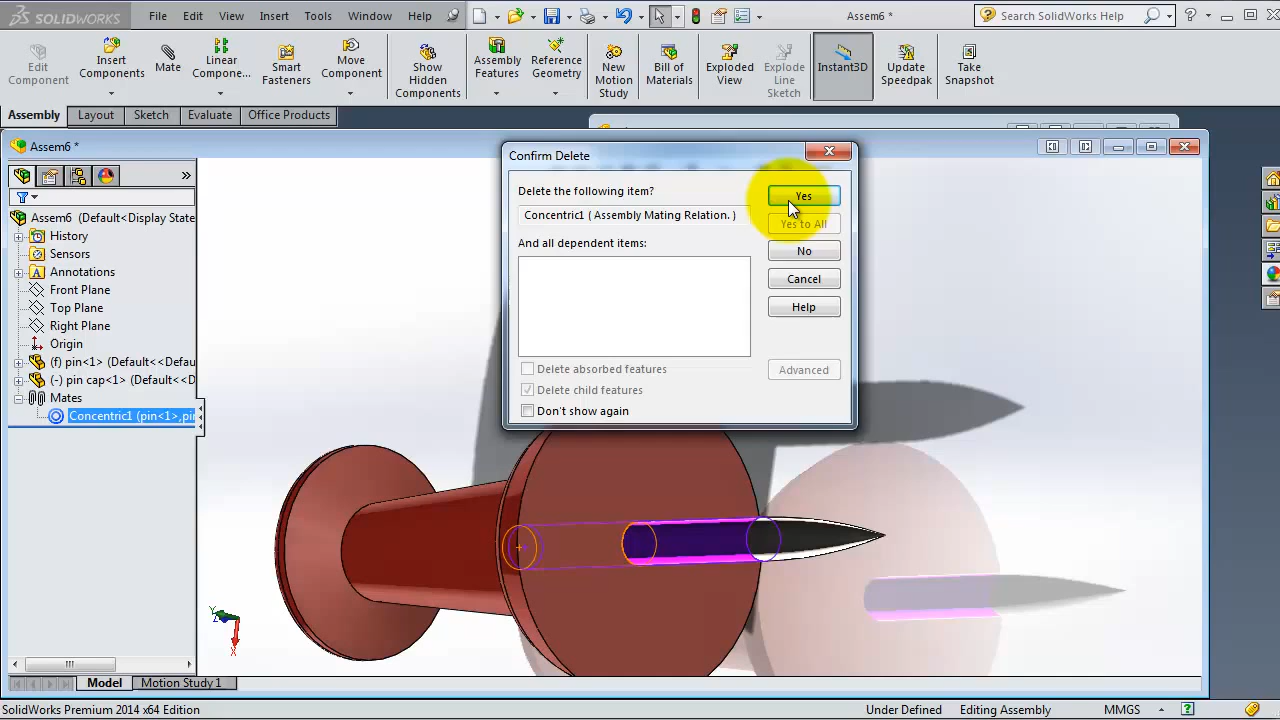 SOLIDWORKS
File Edit View Insert Tools Window Help
Assem6 *
Search SolidWorks Help
Edit Component
Insert Components
Mate
Linear Compone...
Smart Fasteners
Move Component
Show Hidden Components
Assembly Features
Reference Geometry
New Motion Study
Bill of Materials
Exploded View
Explode Line Sketch
Instant3D
Update Speedpak
Take Snapshot
Assembly Layout Sketch Evaluate Office Products
Assem6 *
Confirm Delete
Delete the following item?
Concentric1 ( Assembly Mating Relation. )
And all dependent items:
Yes
Yes to All
No
Cancel
Help
Advanced
Delete absorbed features
Delete child features
Don't show again
Assem6 (Default<Display State
History
Sensors
Annotations
Front Plane
Top Plane
Right Plane
Origin
(f) pin<1> (Default<<Defau
(-) pin cap<1> (Default<<D
Mates
Concentric1 (pin<1>,pin
Y
Z
X
Model Motion Study 1
SolidWorks Premium 2014 x64 Edition
Under Defined Editing Assembly MMGS